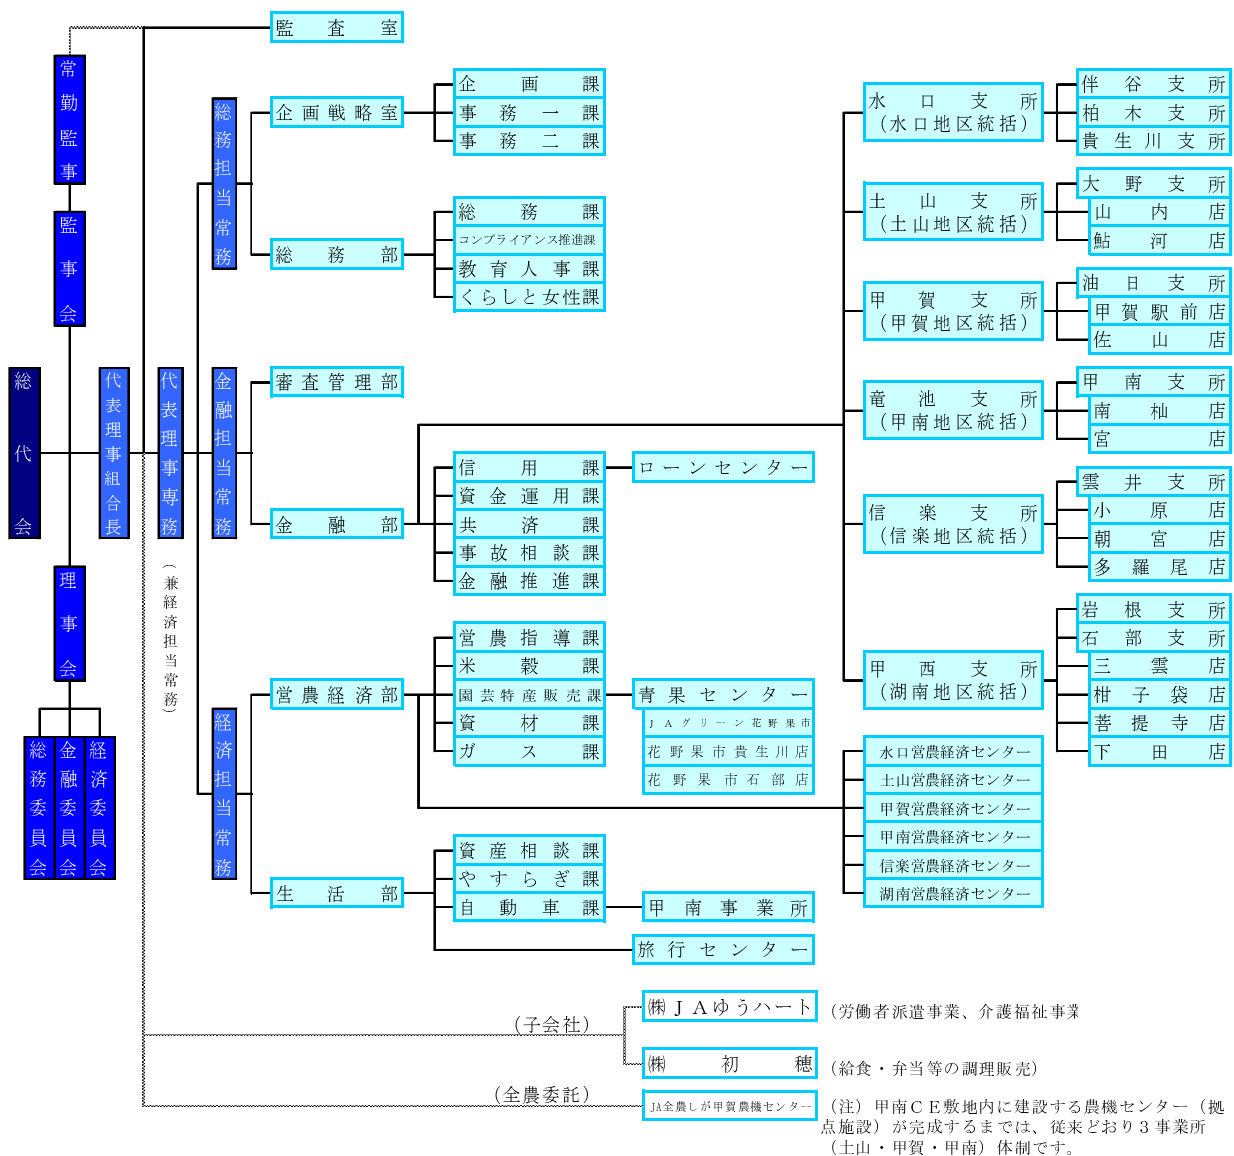 総代会
常勤監事
監事会
理事会
総務委員会
金融委員会
経済委員会
代表理事組合長
代表理事専務
（兼経済担当常務）
総務担当常務
金融担当常務
経済担当常務
監査室
企画戦略室
企画課
事務一課
事務二課
総務部
総務課
コンプライアンス推進課
教育人事課
くらしと女性課
審査管理部
金融部
信用課
ローンセンター
資金運用課
共済課
事故相談課
金融推進課
営農経済部
営農指導課
米穀課
園芸特産販売課
資材課
ガス課
青果センター
ＪＡグリーン花野果市
花野果市貴生川店
花野果市石部店
生活部
資産相談課
やすらぎ課
自動車課
甲南事業所
旅行センター
水口支所
（水口地区統括）
伴谷支所
柏木支所
貴生川支所
土山支所
（土山地区統括）
大野支所
山内店
鮎河店
甲賀支所
（甲賀地区統括）
油日支所
甲賀駅前店
佐山店
竜池支所
（甲南地区統括）
甲南支所
南杣店
宮店
信楽支所
（信楽地区統括）
雲井支所
小原店
朝宮店
多羅尾店
甲西支所
（湖南地区統括）
岩根支所
石部支所
三雲店
柑子袋店
菩提寺店
下田店
水口営農経済センター
土山営農経済センター
甲賀営農経済センター
甲南営農経済センター
信楽営農経済センター
湖南営農経済センター
（子会社）
㈱ＪＡゆうハート
（労働者派遣事業、介護福祉事業
㈱初穂
（給食・弁当等の調理販売）
（全農委託）
JA全農しが甲賀農機センター
（注）甲南ＣＥ敷地内に建設する農機センター（拠
点施設）が完成するまでは、従来どおり３事業所
（土山・甲賀・甲南）体制です。